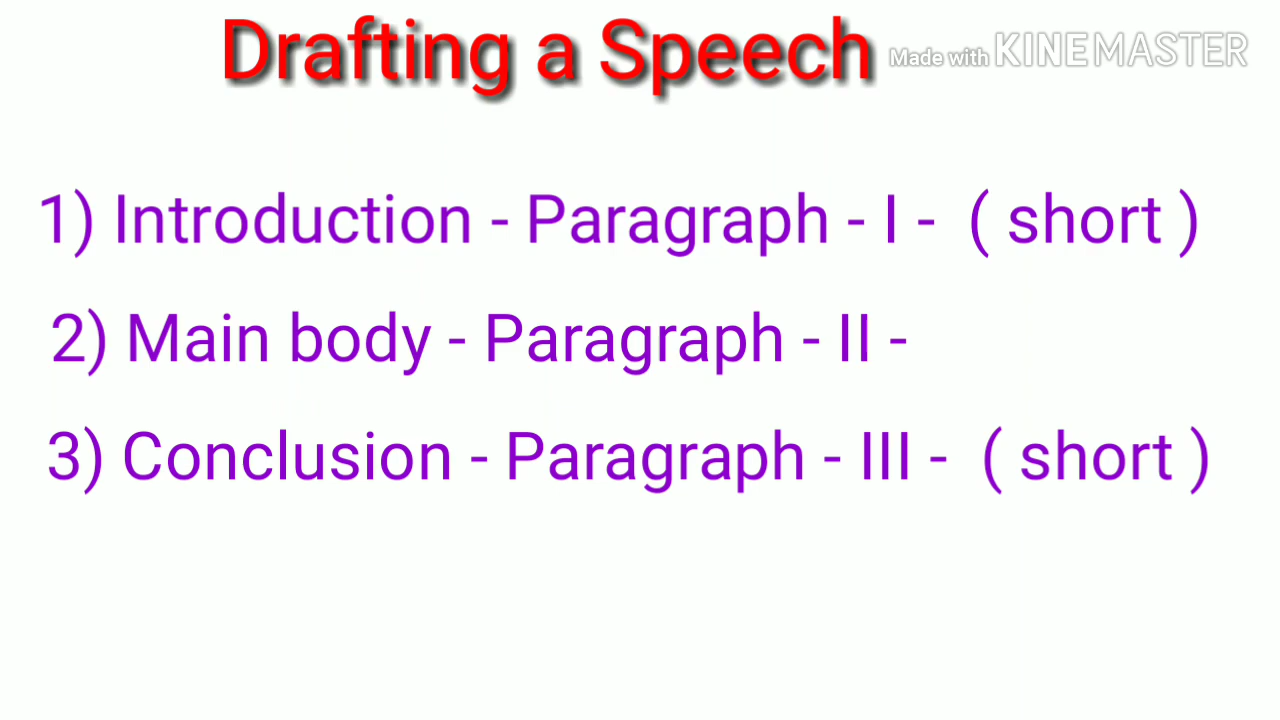 Drafting a Speech
Made with KINEMASTER
1) Introduction - Paragraph - I - ( short )
2) Main body - Paragraph - II -
3) Conclusion - Paragraph - III - ( short )